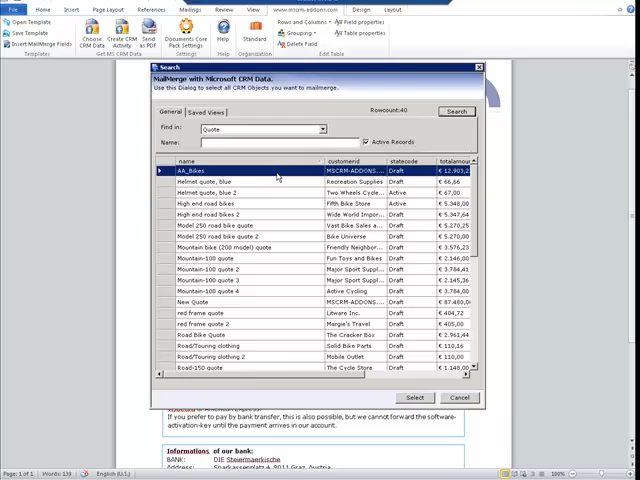 File Home Insert Page Layout References Mailings Review View www.mscrm-addons.com Design Layout
Open Template
Save Template
Insert MailMerge Fields
Templates
Choose CRM Data
Create CRM Activity
Send as PDF
Get MS CRM Data
Documents Core Pack Settings
Settings
Help
Help
Standard
Organization
Rows and Columns
Grouping
Delete Field
Field properties
Table properties
Edit Table
Search
MailMerge with Microsoft CRM Data.
Use this Dialog to select all CRM Objects you want to mailmerge.
General Saved Views
Rowcount:40
Search
Find in: Quote
Name: Active Records
name customerid statecode totalamou
AA_Bikes MSCRM-ADDONS... Draft € 12.903,2
Helmet quote, blue Recreation Supplies Draft € 66,66
Helmet quote, blue 2 Two Wheels Cycle... Active € 67,00
High end road bikes Fifth Bike Store Active € 5.348,00
High end road bikes 2 Wide World Impor... Draft € 5.347,64
Model 250 road bike quote Vast Bike Sales a... Draft € 5.270,25
Model 250 road bike quote 2 Bike Universe Draft € 5.270,00
Mountain bike (200 model) quote Friendly Neighbor... Draft € 3.576,23
Mountain-100 quote Fun Toys and Bikes Draft € 2.146,00
Mountain-100 quote 2 Major Sport Suppl... Draft € 3.784,41
Mountain-100 quote 3 Major Sport Suppl... Draft € 2.145,36
Mountain-100 quote 4 Active Cycling Draft € 3.784,00
New Quote MSCRM-ADDONS... Draft € 87.480,00
red frame quote Litware Inc. Draft € 404,72
red frame quote 2 Margie's Travel Draft € 405,00
Road Bike Quote The Cracker Box Draft € 2.961,44
Road/Touring clothing Solid Bike Parts Draft € 110,16
Road/Touring clothing 2 Mobile Outlet Draft € 110,00
Road-150 quote The Cycle Store Draft € 1.148,00
Select Cancel
of American Express.
If you prefer to pay by bank transfer, this is also possible, but we cannot forward the software-
activation-key until the payment arrives in our account.
Informations of our bank:
BANK: DIE Steiermaerkische
Address: Sparkassenplatz 4, 8011 Graz, Austria
Page: 1 of 1 Words: 139 English (U.S.) 100%